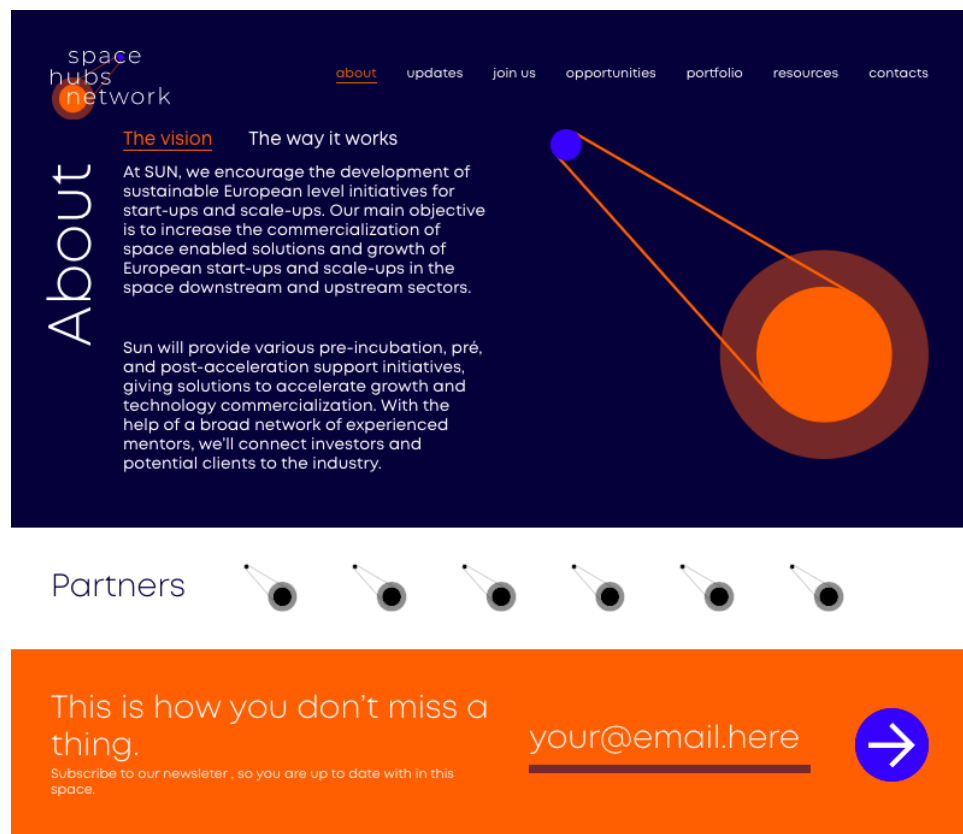 space
hubs
network
about updates join us opportunities portfolio resources contacts
The vision The way it works
About
At SUN, we encourage the development of
sustainable European level initiatives for
start-ups and scale-ups. Our main objective
is to increase the commercialization of
space enabled solutions and growth of
European start-ups and scale-ups in the
space downstream and upstream sectors.
Sun will provide various pre-incubation, pré,
and post-acceleration support initiatives,
giving solutions to accelerate growth and
technology commercialization. With the
help of a broad network of experienced
mentors, we’ll connect investors and
potential clients to the industry.
Partners
This is how you don’t miss a
thing.
Subscribe to our newsleter , so you are up to date with in this
space.
your@email.here